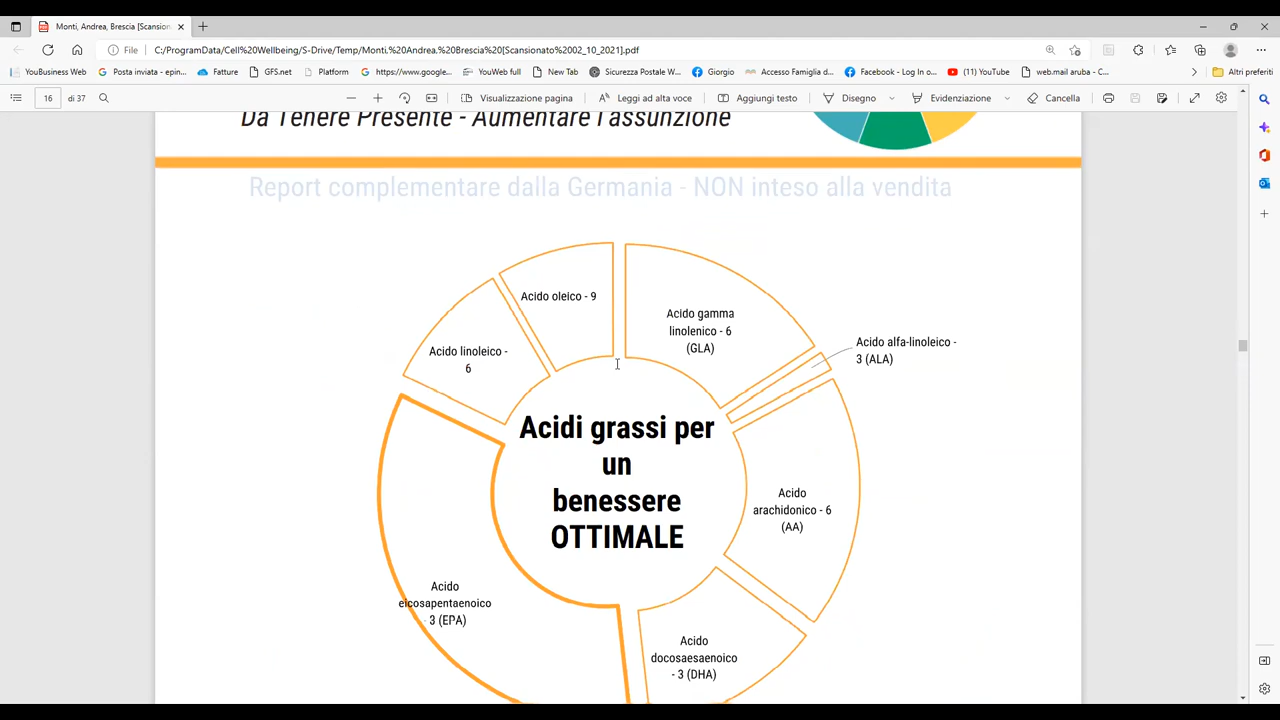 Monti, Andrea, Brescia [Scansion
File
C:/ProgramData/Cell%20Wellbeing/S-Drive/Temp/Monti.%20Andrea.%20Brescia%20[Scansionato%2002_10_2021].pdf
YouBusiness Web
Posta inviata - epin...
Fatture
GFS.net
Platform
https://www.google...
YouWeb full
New Tab
Sicurezza Postale W...
Giorgio
Accesso Famiglia d...
Facebook - Log In o...
(11) YouTube
web.mail aruba - C...
Altri preferiti
16
di 37
Visualizzazione pagina
Leggi ad alta voce
Aggiungi testo
Disegno
Evidenziazione
Cancella
Da Tenere Presente - Aumentare l'assunzione
Report complementare dalla Germania - NON inteso alla vendita
Acido oleico - 9
Acido gamma
linolenico - 6
(GLA)
Acido alfa-linoleico -
3 (ALA)
Acido linoleico -
6
Acidi grassi per
un
benessere
OTTIMALE
Acido
arachidonico - 6
(AA)
Acido
eicosapentaenoico
- 3 (EPA)
Acido
docosaesaenoico
- 3 (DHA)